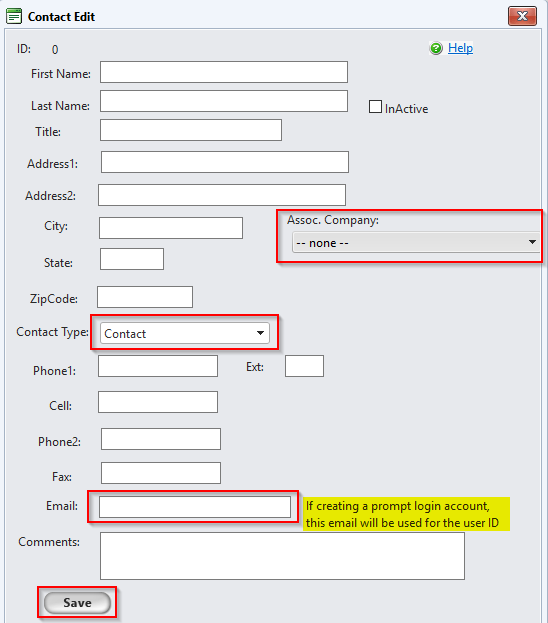 Contact Edit
ID: 0
Help
First Name:
Last Name:
InActive
Title:
Address1:
Address2:
City:
Assoc. Company:
-- none --
State:
ZipCode:
Contact Type: Contact
Phone1:
Ext:
Cell:
Phone2:
Fax:
Email:
If creating a prompt login account,
this email will be used for the user ID
Comments:
Save